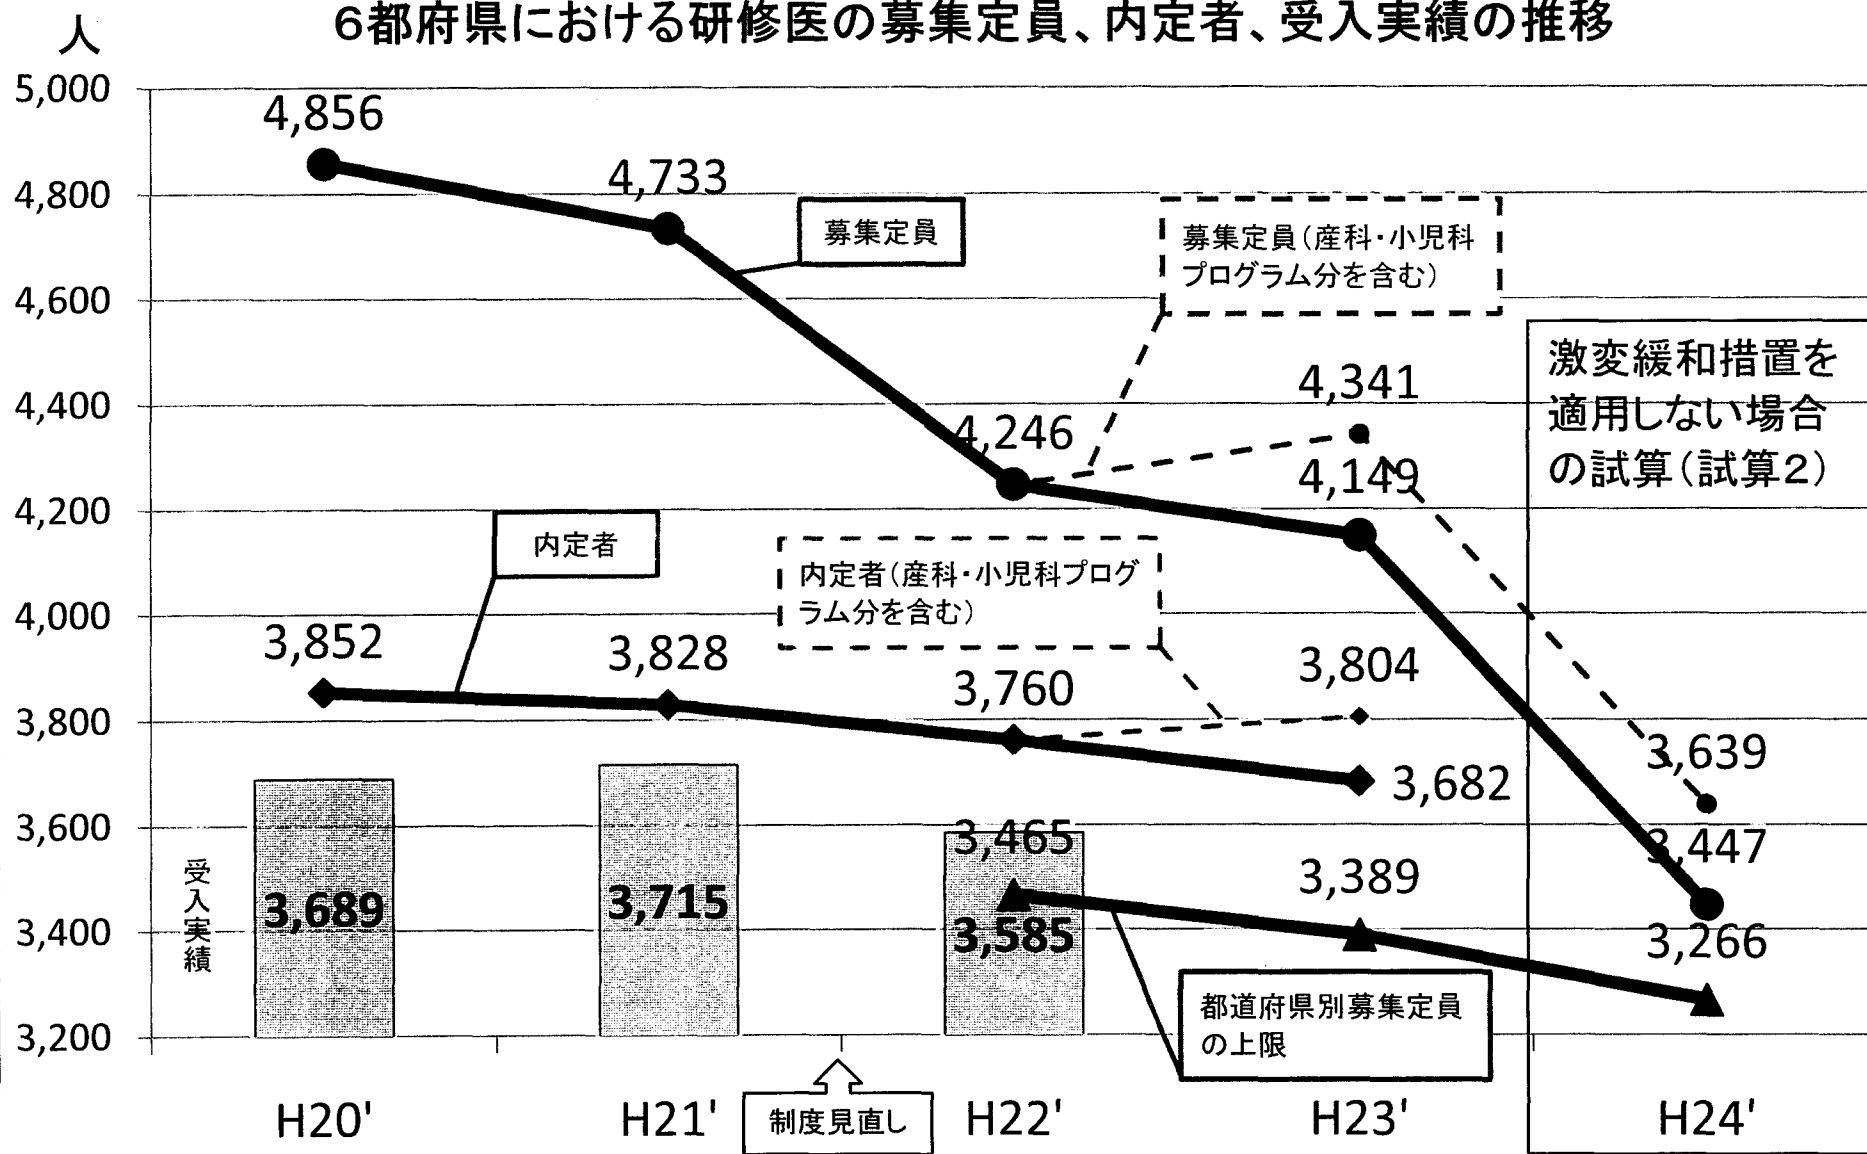 6都府県における研修医の募集定員、内定者、受入実績の推移
人
5,000
4,800
4,600
4,400
4,200
4,000
3,800
3,600
3,400
3,200
4,856
4,733
4,246
4,341
4,149
3,639
3,447
募集定員
募集定員(産科・小児科
プログラム分を含む)
激変緩和措置を
適用しない場合
の試算(試算2)
内定者
内定者(産科・小児科プログ
ラム分を含む)
3,852
3,828
3,760
3,804
3,682
受入実績
3,689
3,715
3,585
3,465
3,389
3,266
都道府県別募集定員
の上限
制度見直し
H20'
H21'
H22'
H23'
H24'